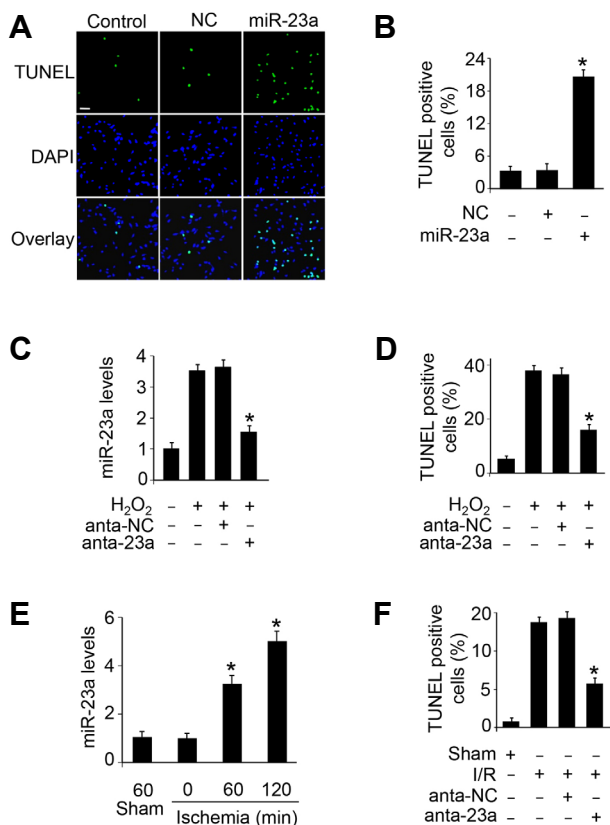 A
Control NC miR-23a
TUNEL
DAPI
Overlay
B
TUNEL positive
cells (%)
24
18
12
6
0
*
NC – + –
miR-23a – – +
C
miR-23a levels
4
3
2
1
0
*
H₂O₂ – + + +
anta-NC – – + –
anta-23a – – – +
D
TUNEL positive
cells (%)
40
20
0
*
H₂O₂ – + + +
anta-NC – – + –
anta-23a – – – +
E
miR-23a levels
6
4
2
0
* *
60 0 60 120
Sham Ischemia (min)
F
TUNEL positive
cells (%)
20
10
5
0
*
Sham + – – –
I/R – + + +
anta-NC – – + –
anta-23a – – – +